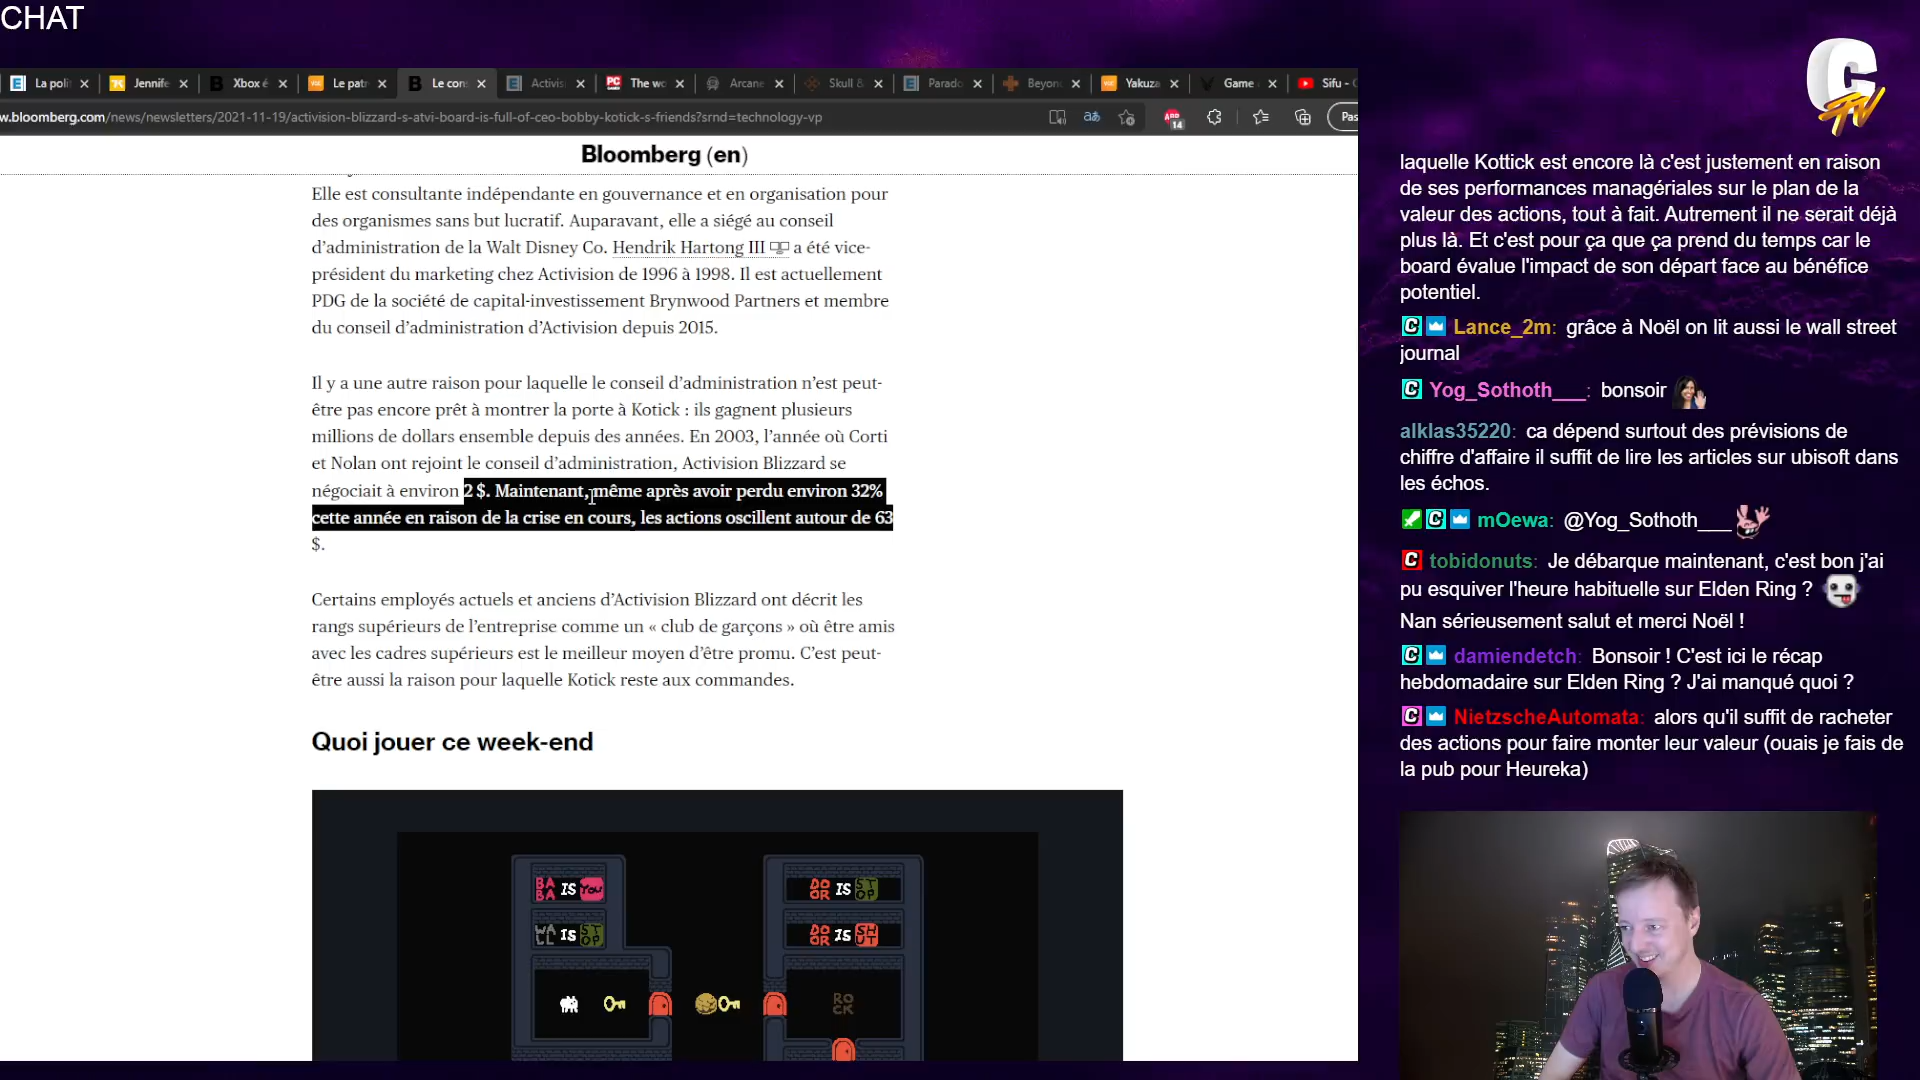 CHAT
La poli
Jennife
Xbox é
Le patr
Le con
Activis
The wo
Arcane
Skull &
Parado
Beyon
Yakuza
Game
Sifu -
w.bloomberg.com/news/newsletters/2021-11-19/activision-blizzard-s-atvi-board-is-full-of-ceo-bobby-kotick-s-friends?srnd=technology-vp
14
Pas
Bloomberg (en)
Elle est consultante indépendante en gouvernance et en organisation pour
des organismes sans but lucratif. Auparavant, elle a siégé au conseil
d’administration de la Walt Disney Co. Hendrik Hartong III a été vice-
président du marketing chez Activision de 1996 à 1998. Il est actuellement
PDG de la société de capital-investissement Brynwood Partners et membre
du conseil d’administration d’Activision depuis 2015.
Il y a une autre raison pour laquelle le conseil d’administration n’est peut-
être pas encore prêt à montrer la porte à Kotick : ils gagnent plusieurs
millions de dollars ensemble depuis des années. En 2003, l’année où Corti
et Nolan ont rejoint le conseil d’administration, Activision Blizzard se
négociait à environ 2 $. Maintenant, même après avoir perdu environ 32%
cette année en raison de la crise en cours, les actions oscillent autour de 63
$.
Certains employés actuels et anciens d’Activision Blizzard ont décrit les
rangs supérieurs de l’entreprise comme un « club de garçons » où être amis
avec les cadres supérieurs est le meilleur moyen d’être promu. C’est peut-
être aussi la raison pour laquelle Kotick reste aux commandes.
Quoi jouer ce week-end
BABA IS YOU
WALL IS STOP
DOOR IS STOP
DOOR IS SHUT
ROCK
C TV
laquelle Kottick est encore là c'est justement en raison
de ses performances managériales sur le plan de la
valeur des actions, tout à fait. Autrement il ne serait déjà
plus là. Et c'est pour ça que ça prend du temps car le
board évalue l'impact de son départ face au bénéfice
potentiel.
Lance_2m: grâce à Noël on lit aussi le wall street
journal
Yog_Sothoth___: bonsoir
alklas35220: ca dépend surtout des prévisions de
chiffre d'affaire il suffit de lire les articles sur ubisoft dans
les échos.
mOewa: @Yog_Sothoth___
tobidonuts: Je débarque maintenant, c'est bon j'ai
pu esquiver l'heure habituelle sur Elden Ring ?
Nan sérieusement salut et merci Noël !
damiendetch: Bonsoir ! C'est ici le récap
hebdomadaire sur Elden Ring ? J'ai manqué quoi ?
NietzscheAutomata: alors qu'il suffit de racheter
des actions pour faire monter leur valeur (ouais je fais de
la pub pour Heureka)